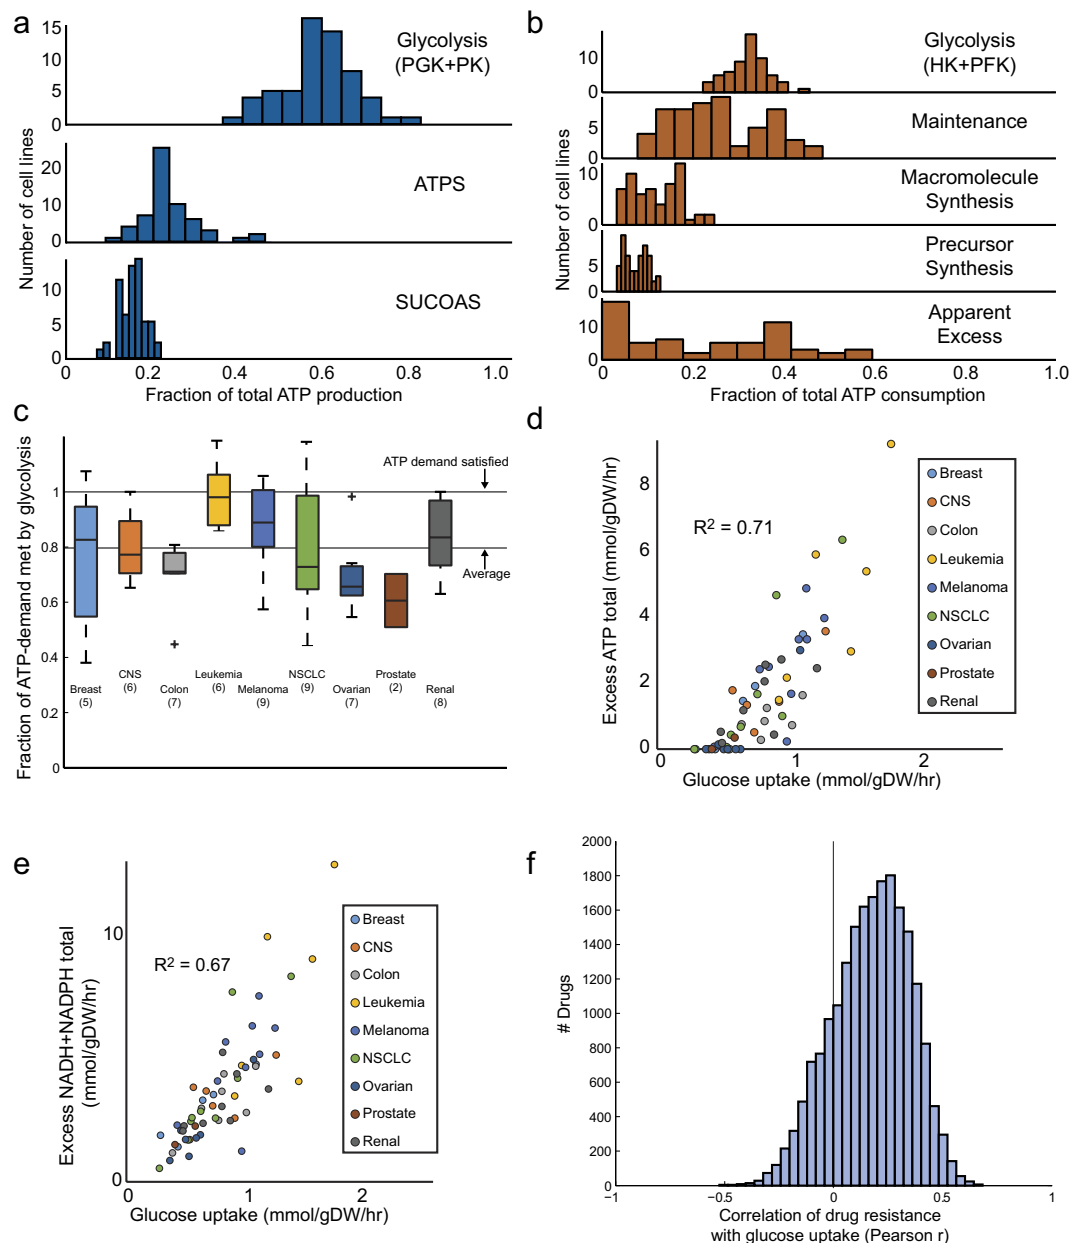 a
15
10
5
0
Glycolysis
(PGK+PK)
20
10
0
ATPS
10
5
0
SUCOAS
Number of cell lines
0
0.2
0.4
0.6
0.8
1.0
Fraction of total ATP production
b
10
0
Glycolysis
(HK+PFK)
5
0
Maintenance
10
0
Macromolecule
Synthesis
5
0
Precursor
Synthesis
10
0
Apparent
Excess
Number of cell lines
0
0.2
0.4
0.6
0.8
1.0
Fraction of total ATP consumption
c
Fraction of ATP-demand met by glycolysis
1
0.8
0.6
0.4
0.2
0
ATP demand satisfied
Average
Breast
(5)
CNS
(6)
Colon
(7)
Leukemia
(6)
Melanoma
(9)
NSCLC
(9)
Ovarian
(7)
Prostate
(2)
Renal
(8)
d
Excess ATP total (mmol/gDW/hr)
8
6
4
2
0
R² = 0.71
Breast
CNS
Colon
Leukemia
Melanoma
NSCLC
Ovarian
Prostate
Renal
0
1
2
Glucose uptake (mmol/gDW/hr)
e
Excess NADH+NADPH total
(mmol/gDW/hr)
10
0
R² = 0.67
Breast
CNS
Colon
Leukemia
Melanoma
NSCLC
Ovarian
Prostate
Renal
0
1
2
Glucose uptake (mmol/gDW/hr)
f
# Drugs
2000
1800
1600
1400
1200
1000
800
600
400
200
0
−1
−0.5
0
0.5
1
Correlation of drug resistance
with glucose uptake (Pearson r)